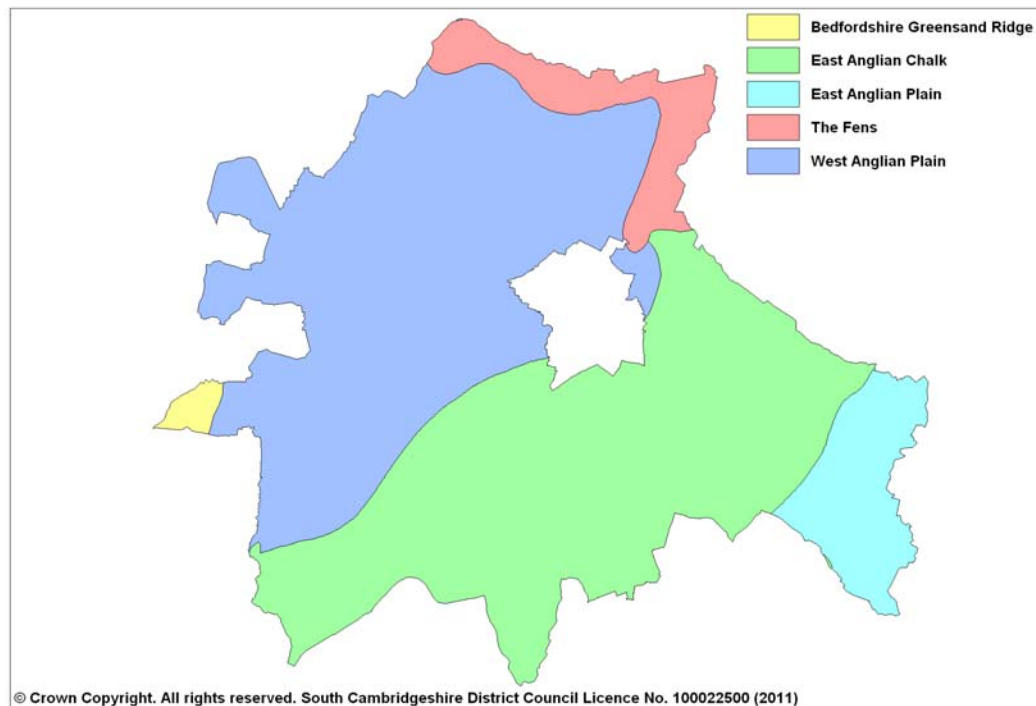 Bedfordshire Greensand Ridge
East Anglian Chalk
East Anglian Plain
The Fens
West Anglian Plain
© Crown Copyright. All rights reserved. South Cambridgeshire District Council Licence No. 100022500 (2011)